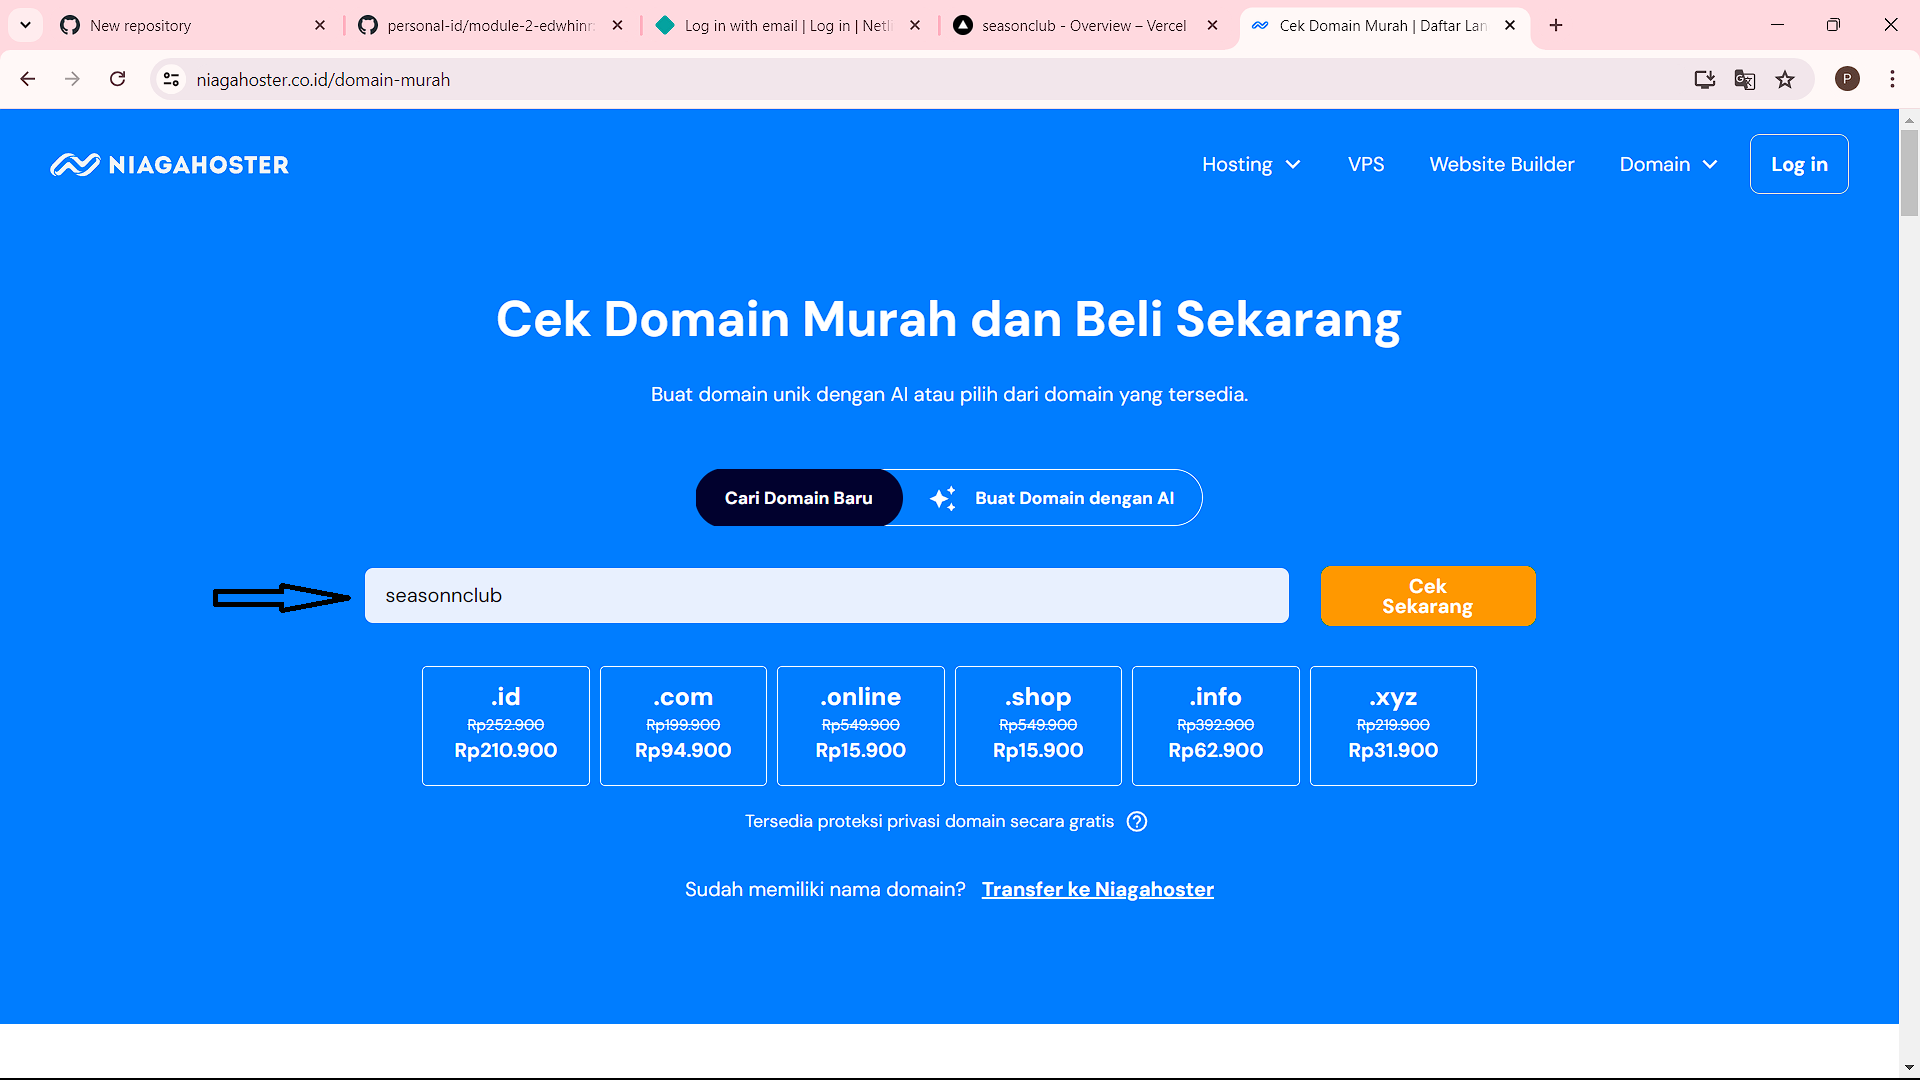 New repository
personal-id/module-2-edwhinr
Log in with email | Log in | Netli
seasonclub - Overview – Vercel
Cek Domain Murah | Daftar Lan
niagahoster.co.id/domain-murah
P
NIAGAHOSTER
Hosting
VPS
Website Builder
Domain
Log in
Cek Domain Murah dan Beli Sekarang
Buat domain unik dengan AI atau pilih dari domain yang tersedia.
Cari Domain Baru
Buat Domain dengan AI
seasonnclub
Cek
Sekarang
.id
Rp252.900
Rp210.900
.com
Rp199.900
Rp94.900
.online
Rp549.900
Rp15.900
.shop
Rp549.900
Rp15.900
.info
Rp392.900
Rp62.900
.xyz
Rp219.900
Rp31.900
Tersedia proteksi privasi domain secara gratis
Sudah memiliki nama domain? Transfer ke Niagahoster